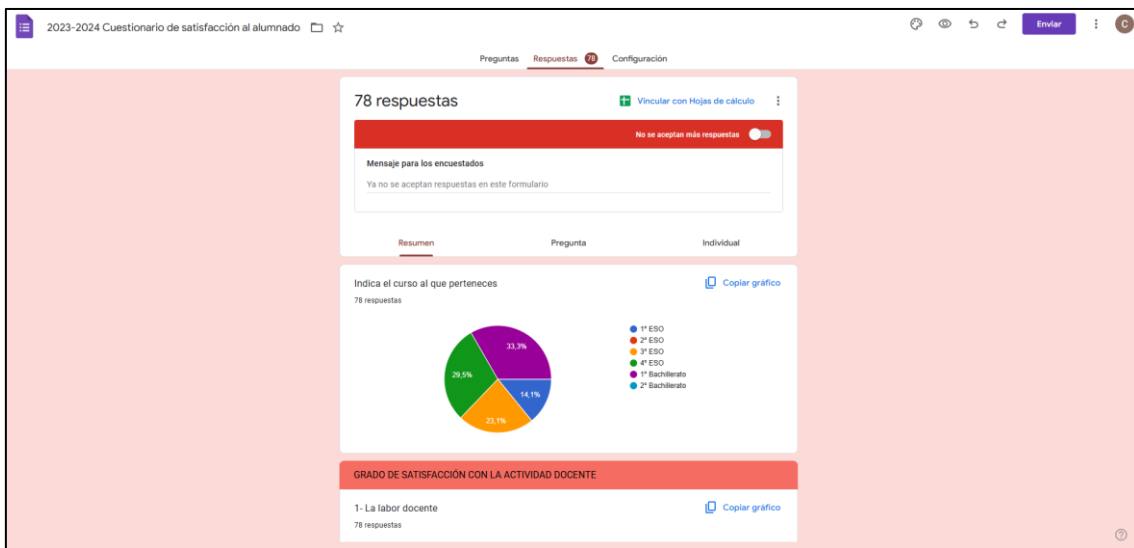 2023-2024 Cuestionario de satisfacción al alumnado
Enviar
C
Preguntas Respuestas 78 Configuración
78 respuestas
Vincular con Hojas de cálculo
No se aceptan más respuestas
Mensaje para los encuestados
Ya no se aceptan respuestas en este formulario
Resumen Pregunta Individual
Indica el curso al que perteneces
Copiar gráfico
78 respuestas
33,3%
29,5%
14,1%
23,1%
1º ESO
2º ESO
3º ESO
4º ESO
1º Bachillerato
2º Bachillerato
GRADO DE SATISFACCIÓN CON LA ACTIVIDAD DOCENTE
1- La labor docente
Copiar gráfico
78 respuestas